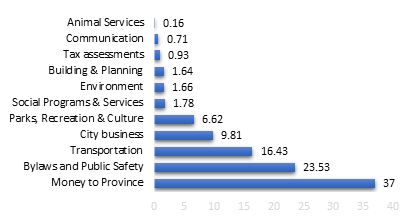 Animal Services 0.16
Communication 0.71
Tax assessments 0.93
Building & Planning 1.64
Environment 1.66
Social Programs & Services 1.78
Parks, Recreation & Culture 6.62
City business 9.81
Transportation 16.43
Bylaws and Public Safety 23.53
Money to Province 37
0 5 10 15 20 25 30 35 40